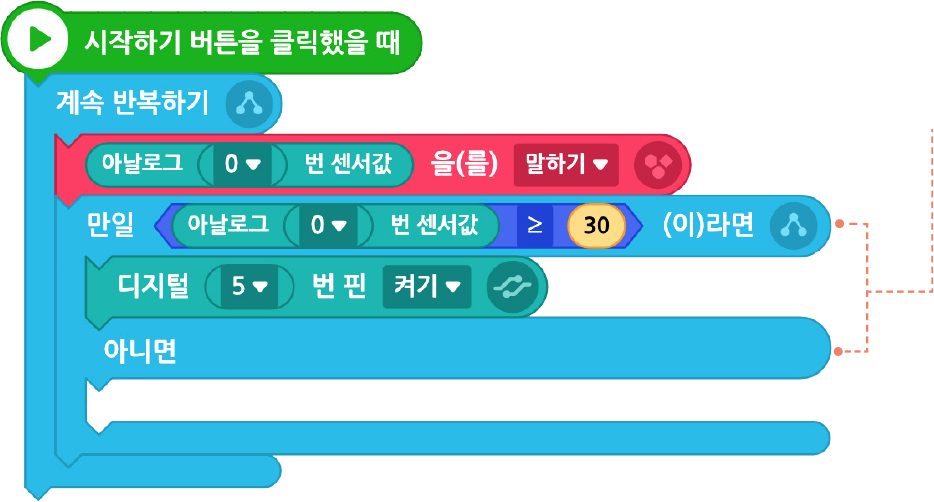 시작하기 버튼을 클릭했을 때
계속 반복하기
아날로그 0 번 센서값 을(를) 말하기
만일 아날로그 0 번 센서값 ≥ 30 (이)라면
디지털 5 번 핀 켜기
아니면